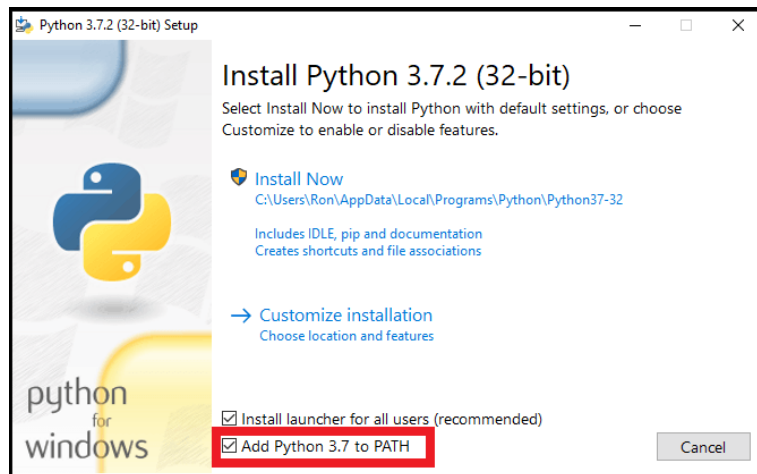 Python 3.7.2 (32-bit) Setup
Install Python 3.7.2 (32-bit)
Select Install Now to install Python with default settings, or choose
Customize to enable or disable features.
Install Now
C:\Users\Ron\AppData\Local\Programs\Python\Python37-32
Includes IDLE, pip and documentation
Creates shortcuts and file associations
Customize installation
Choose location and features
python
for
windows
Install launcher for all users (recommended)
Add Python 3.7 to PATH
Cancel